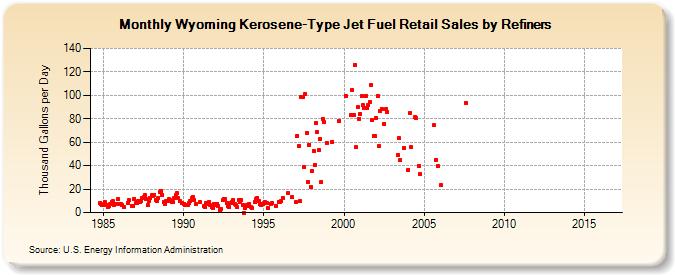 Monthly Wyoming Kerosene-Type Jet Fuel Retail Sales by Refiners
Thousand Gallons per Day
140
120
100
80
60
40
20
0
1985 1990 1995 2000 2005 2010 2015
Source: U.S. Energy Information Administration